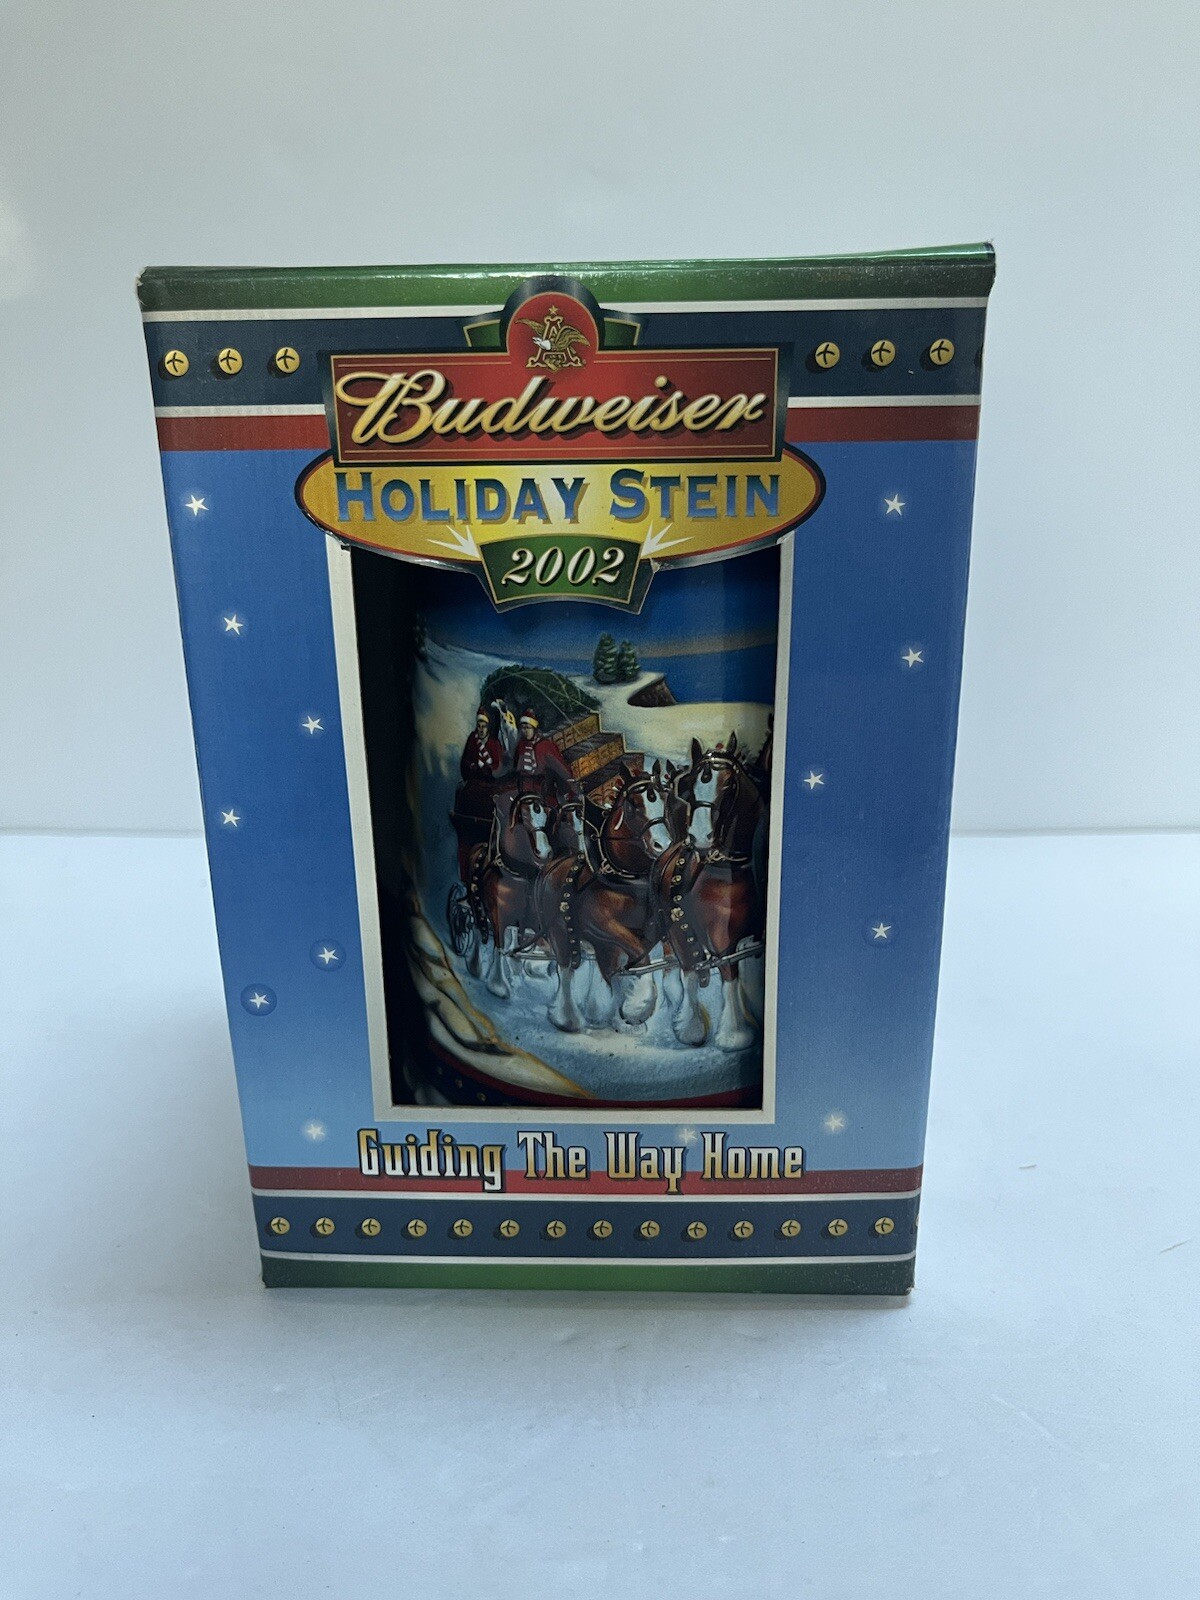 Budweiser
HOLIDAY STEIN
2002
Guiding The Way Home